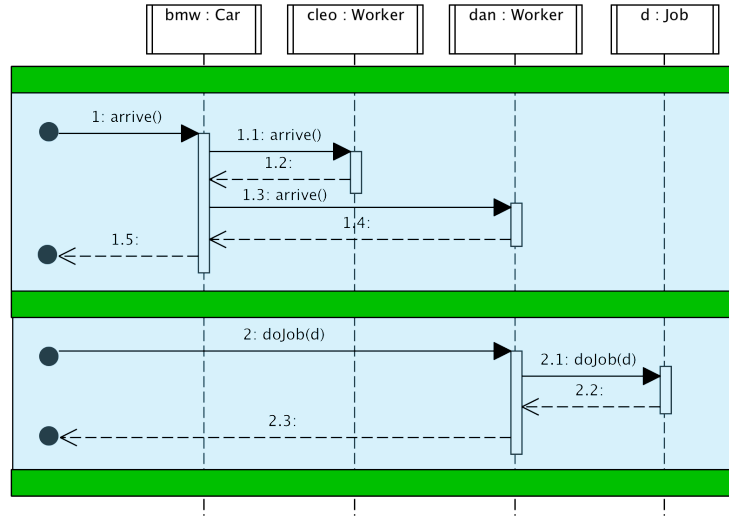 bmw : Car
cleo : Worker
dan : Worker
d : Job
1: arrive()
1.1: arrive()
1.2:
1.3: arrive()
1.4:
1.5:
2: doJob(d)
2.1: doJob(d)
2.2:
2.3: